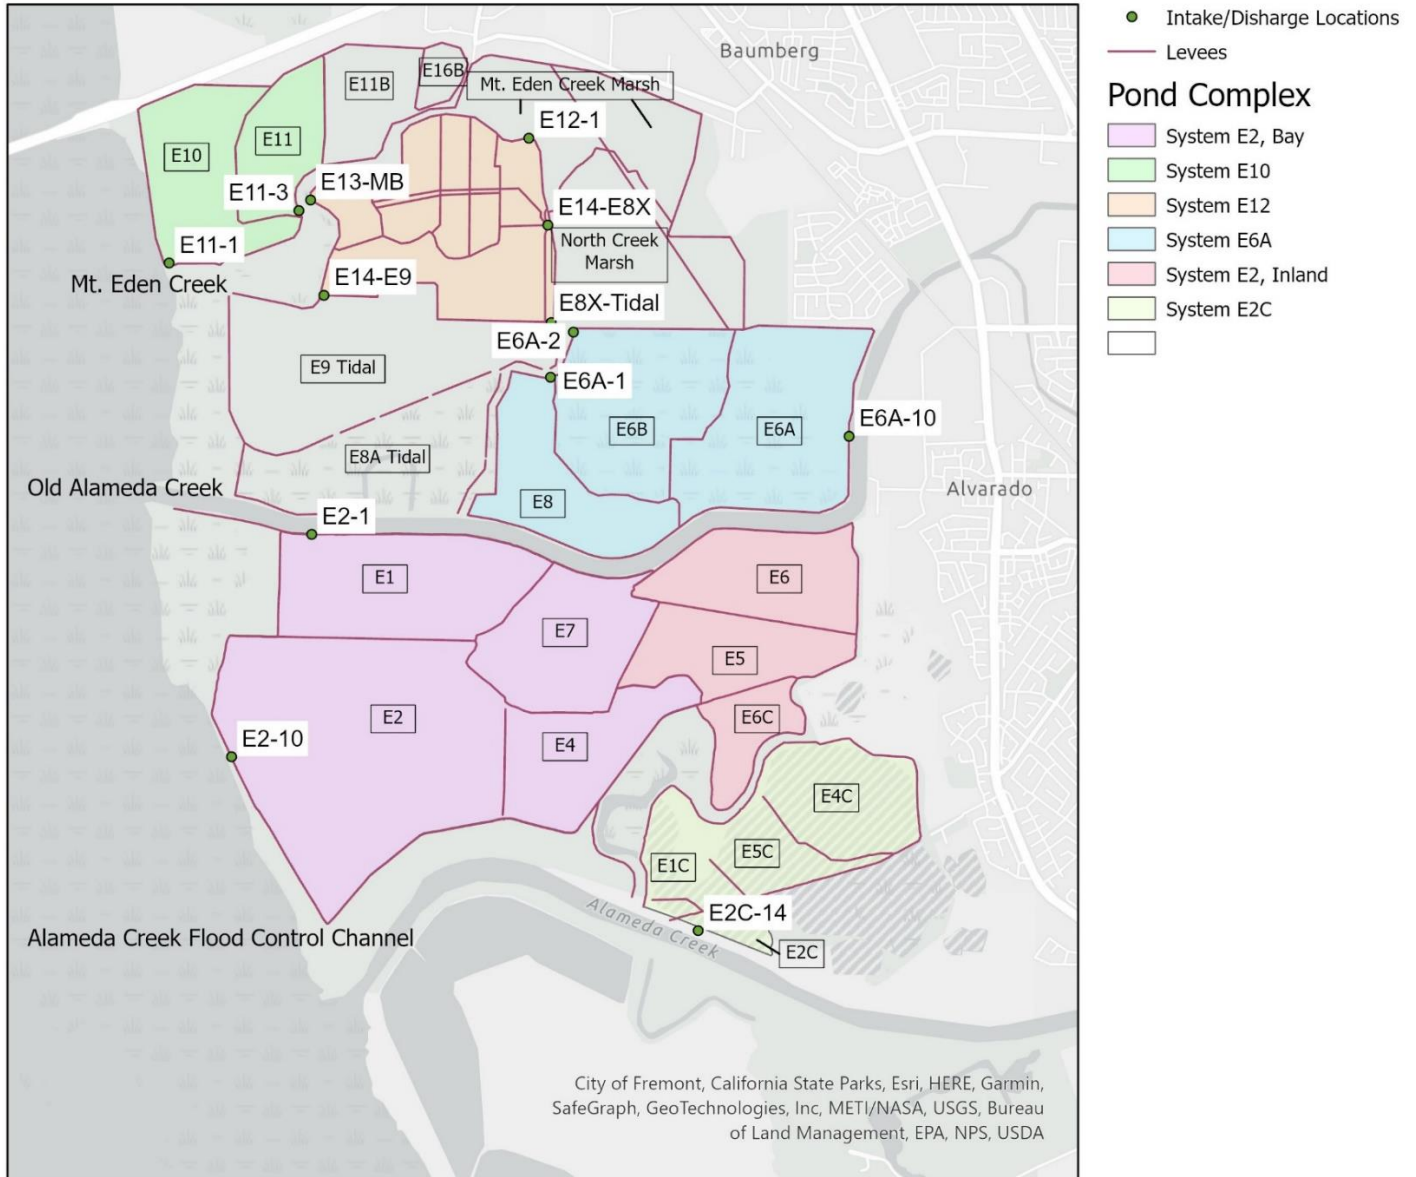 Intake/Disharge Locations
Levees
Pond Complex
System E2, Bay
System E10
System E12
System E6A
System E2, Inland
System E2C
Baumberg
E16B
E11B
Mt. Eden Creek Marsh
E12-1
E11
E10
E13-MB
E11-3
E14-E8X
North Creek
Marsh
E11-1
Mt. Eden Creek
E14-E9
E8X-Tidal
E6A-2
E9 Tidal
E6A-1
E6B
E6A
E6A-10
E8A Tidal
Old Alameda Creek
E8
Alvarado
E2-1
E1
E6
E7
E5
E2
E6C
E4
E2-10
E4C
E5C
E1C
E2C-14
Alameda Creek
Alameda Creek Flood Control Channel
E2C
City of Fremont, California State Parks, Esri, HERE, Garmin,
SafeGraph, GeoTechnologies, Inc, METI/NASA, USGS, Bureau
of Land Management, EPA, NPS, USDA